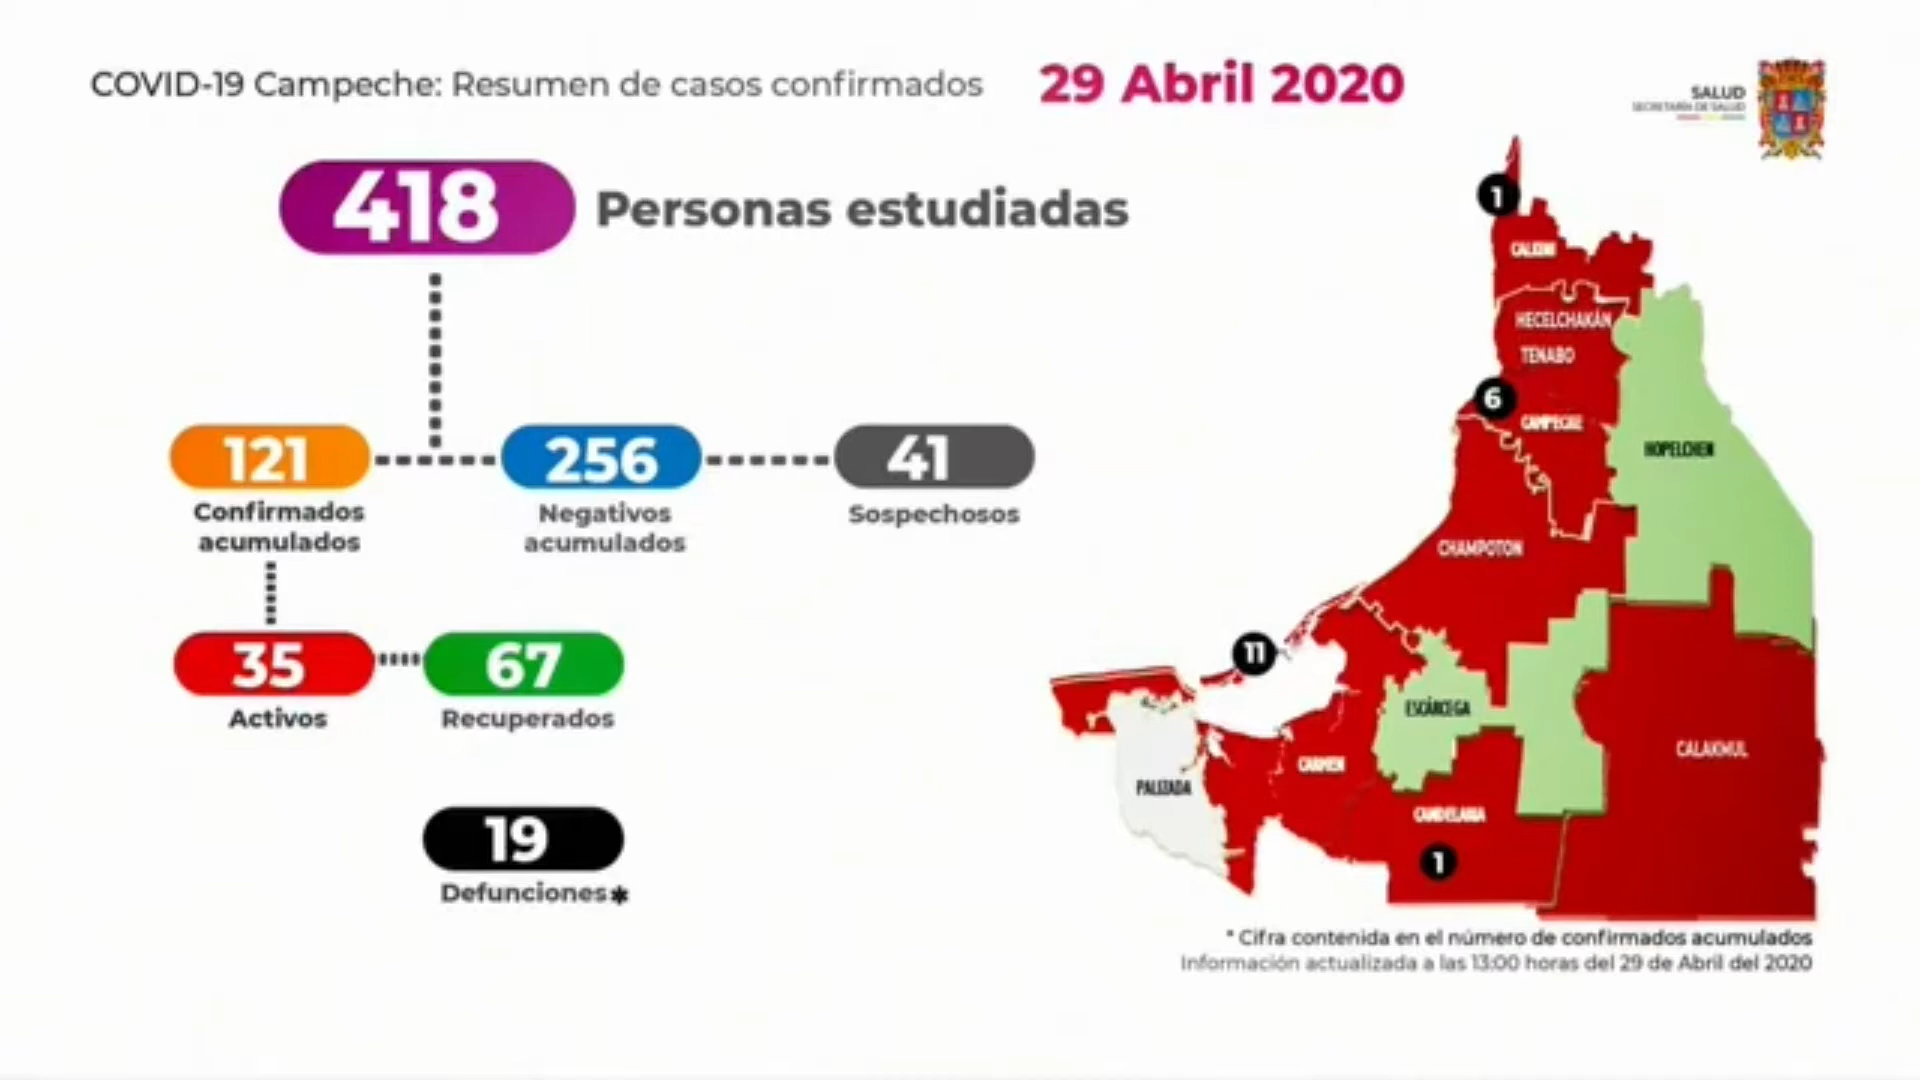 COVID-19 Campeche: Resumen de casos confirmados 29 Abril 2020
SALUD
SECRETARÍA DE SALUD
418 Personas estudiadas
121
Confirmados
acumulados
256
Negativos
acumulados
41
Sospechosos
35
Activos
67
Recuperados
19
Defunciones*
1
CALKINI
HECELCHAKÁN
TENABO
6
CAMPECHE
HOPELCHEN
CHAMPOTON
11
ESCÁRCEGA
CALAKMUL
CARMEN
PALIZADA
CANDELARIA
1
* Cifra contenida en el número de confirmados acumulados
Información actualizada a las 13:00 horas del 29 de Abril del 2020